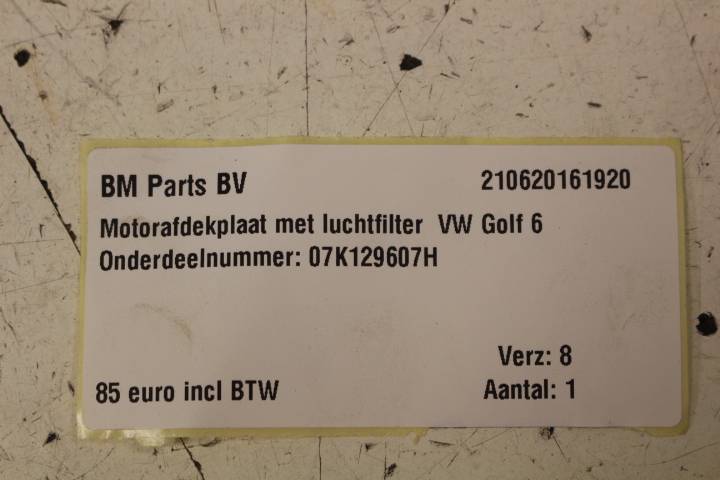 BM Parts BV 210620161920
Motorafdekplaat met luchtfilter VW Golf 6
Onderdeelnummer: 07K129607H
Verz: 8
85 euro incl BTW Aantal: 1